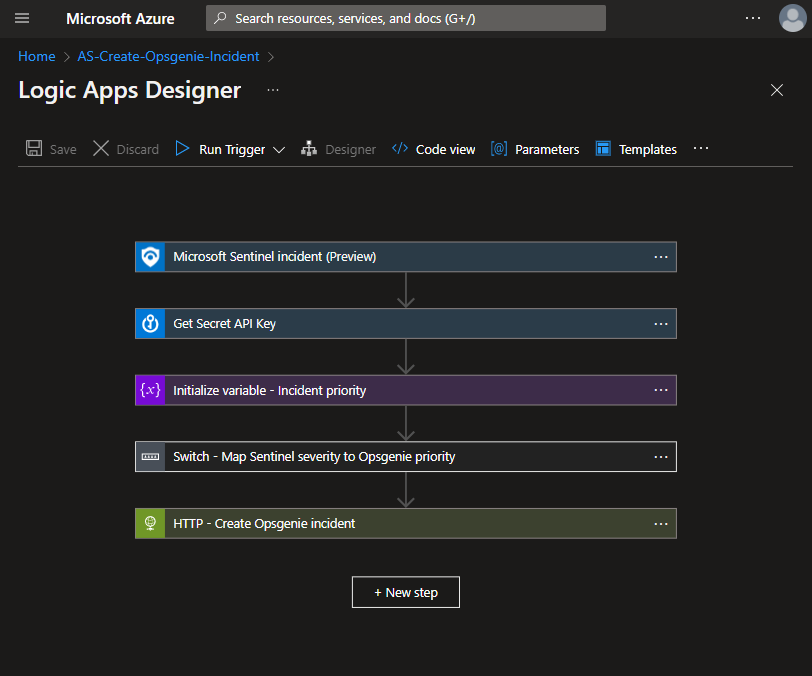 Microsoft Azure
Search resources, services, and docs (G+/)
Home > AS-Create-Opsgenie-Incident >
Logic Apps Designer
Save Discard Run Trigger Designer </> Code view [@] Parameters Templates
Microsoft Sentinel incident (Preview)
Get Secret API Key
{x} Initialize variable - Incident priority
Switch - Map Sentinel severity to Opsgenie priority
HTTP - Create Opsgenie incident
+ New step